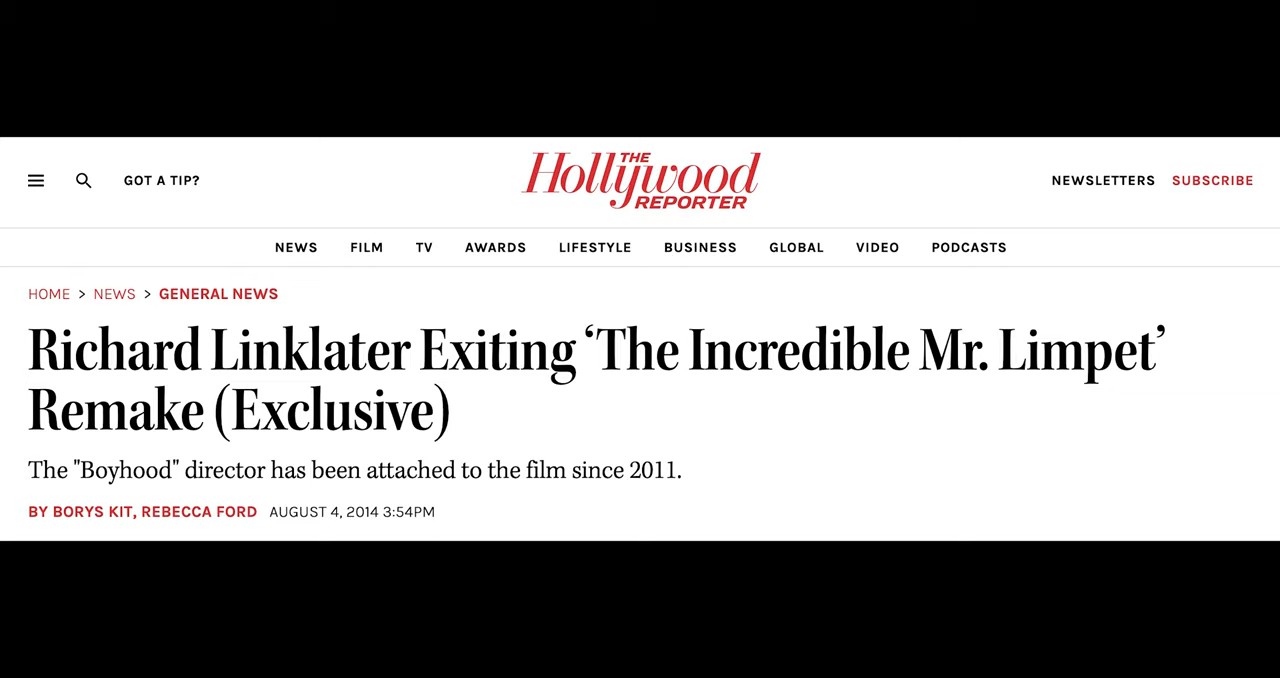 GOT A TIP?
THE
Hollywood
REPORTER
NEWSLETTERS SUBSCRIBE
NEWS FILM TV AWARDS LIFESTYLE BUSINESS GLOBAL VIDEO PODCASTS
HOME > NEWS > GENERAL NEWS
Richard Linklater Exiting ‘The Incredible Mr. Limpet’
Remake (Exclusive)
The "Boyhood" director has been attached to the film since 2011.
BY BORYS KIT, REBECCA FORD AUGUST 4, 2014 3:54PM